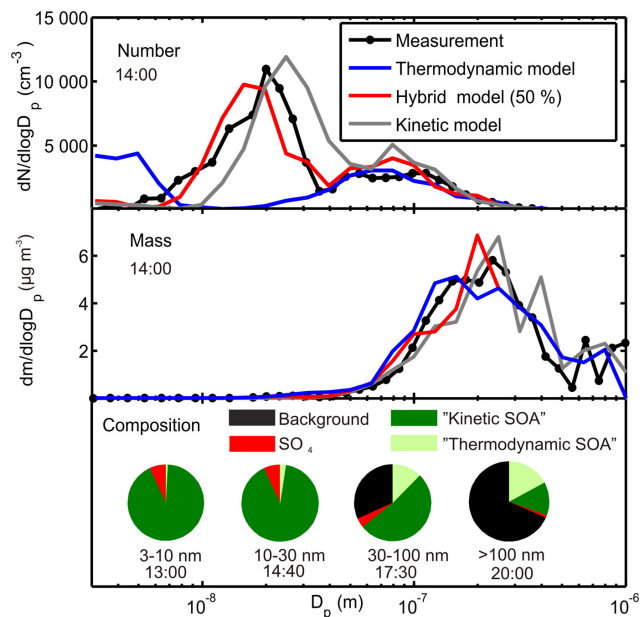 Number
14:00
Measurement
Thermodynamic model
Hybrid model (50 %)
Kinetic model
15 000
10 000
5 000
dN/dlogD p (cm⁻³)
Mass
14:00
6
4
2
dm/dlogD p (µg m⁻³)
Composition
Background
SO 4
"Kinetic SOA"
"Thermodynamic SOA"
3-10 nm
13:00
10-30 nm
14:40
30-100 nm
17:30
>100 nm
20:00
10⁻⁸
10⁻⁷
10⁻⁶
D p (m)